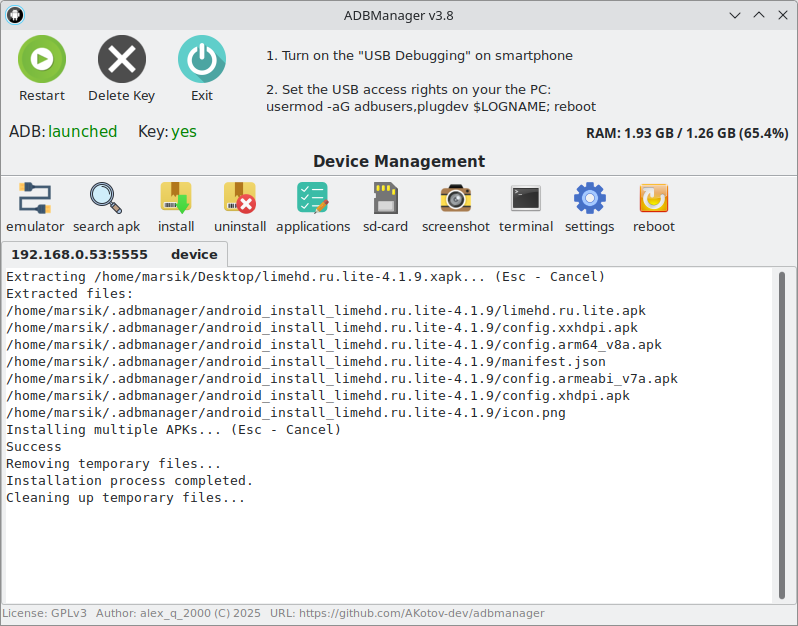 ADBManager v3.8
Restart
Delete Key
Exit
1. Turn on the "USB Debugging" on smartphone
2. Set the USB access rights on your the PC:
usermod -aG adbusers,plugdev $LOGNAME; reboot
ADB: launched Key: yes
RAM: 1.93 GB / 1.26 GB (65.4%)
Device Management
emulator search apk install uninstall applications sd-card screenshot terminal settings reboot
192.168.0.53:5555 device
Extracting /home/marsik/Desktop/limehd.ru.lite-4.1.9.xapk... (Esc - Cancel)
Extracted files:
/home/marsik/.adbmanager/android_install_limehd.ru.lite-4.1.9/limehd.ru.lite.apk
/home/marsik/.adbmanager/android_install_limehd.ru.lite-4.1.9/config.xxhdpi.apk
/home/marsik/.adbmanager/android_install_limehd.ru.lite-4.1.9/config.arm64_v8a.apk
/home/marsik/.adbmanager/android_install_limehd.ru.lite-4.1.9/manifest.json
/home/marsik/.adbmanager/android_install_limehd.ru.lite-4.1.9/config.armeabi_v7a.apk
/home/marsik/.adbmanager/android_install_limehd.ru.lite-4.1.9/config.xhdpi.apk
/home/marsik/.adbmanager/android_install_limehd.ru.lite-4.1.9/icon.png
Installing multiple APKs... (Esc - Cancel)
Success
Removing temporary files...
Installation process completed.
Cleaning up temporary files...
License: GPLv3 Author: alex_q_2000 (C) 2025 URL: https://github.com/AKotov-dev/adbmanager